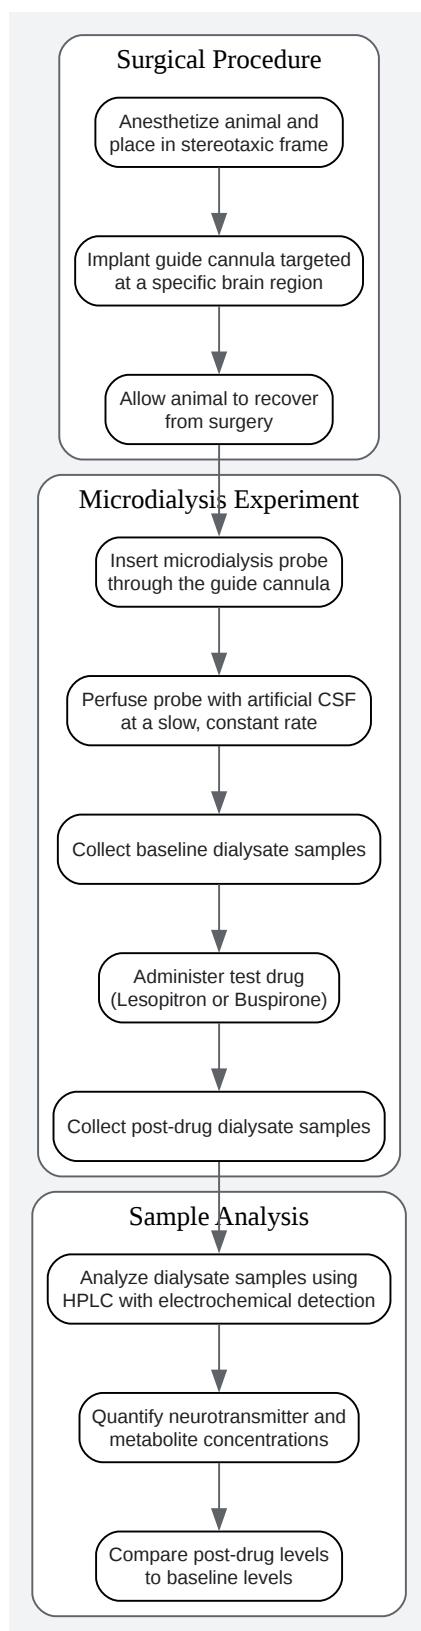 Surgical Procedure
Anesthetize animal and
place in stereotaxic frame
Implant guide cannula targeted
at a specific brain region
Allow animal to recover
from surgery
Microdialysis Experiment
Insert microdialysis probe
through the guide cannula
Perfuse probe with artificial CSF
at a slow, constant rate
Collect baseline dialysate samples
Administer test drug
(Lesopitron or Buspirone)
Collect post-drug dialysate samples
Sample Analysis
Analyze dialysate samples using
HPLC with electrochemical detection
Quantify neurotransmitter and
metabolite concentrations
Compare post-drug levels
to baseline levels